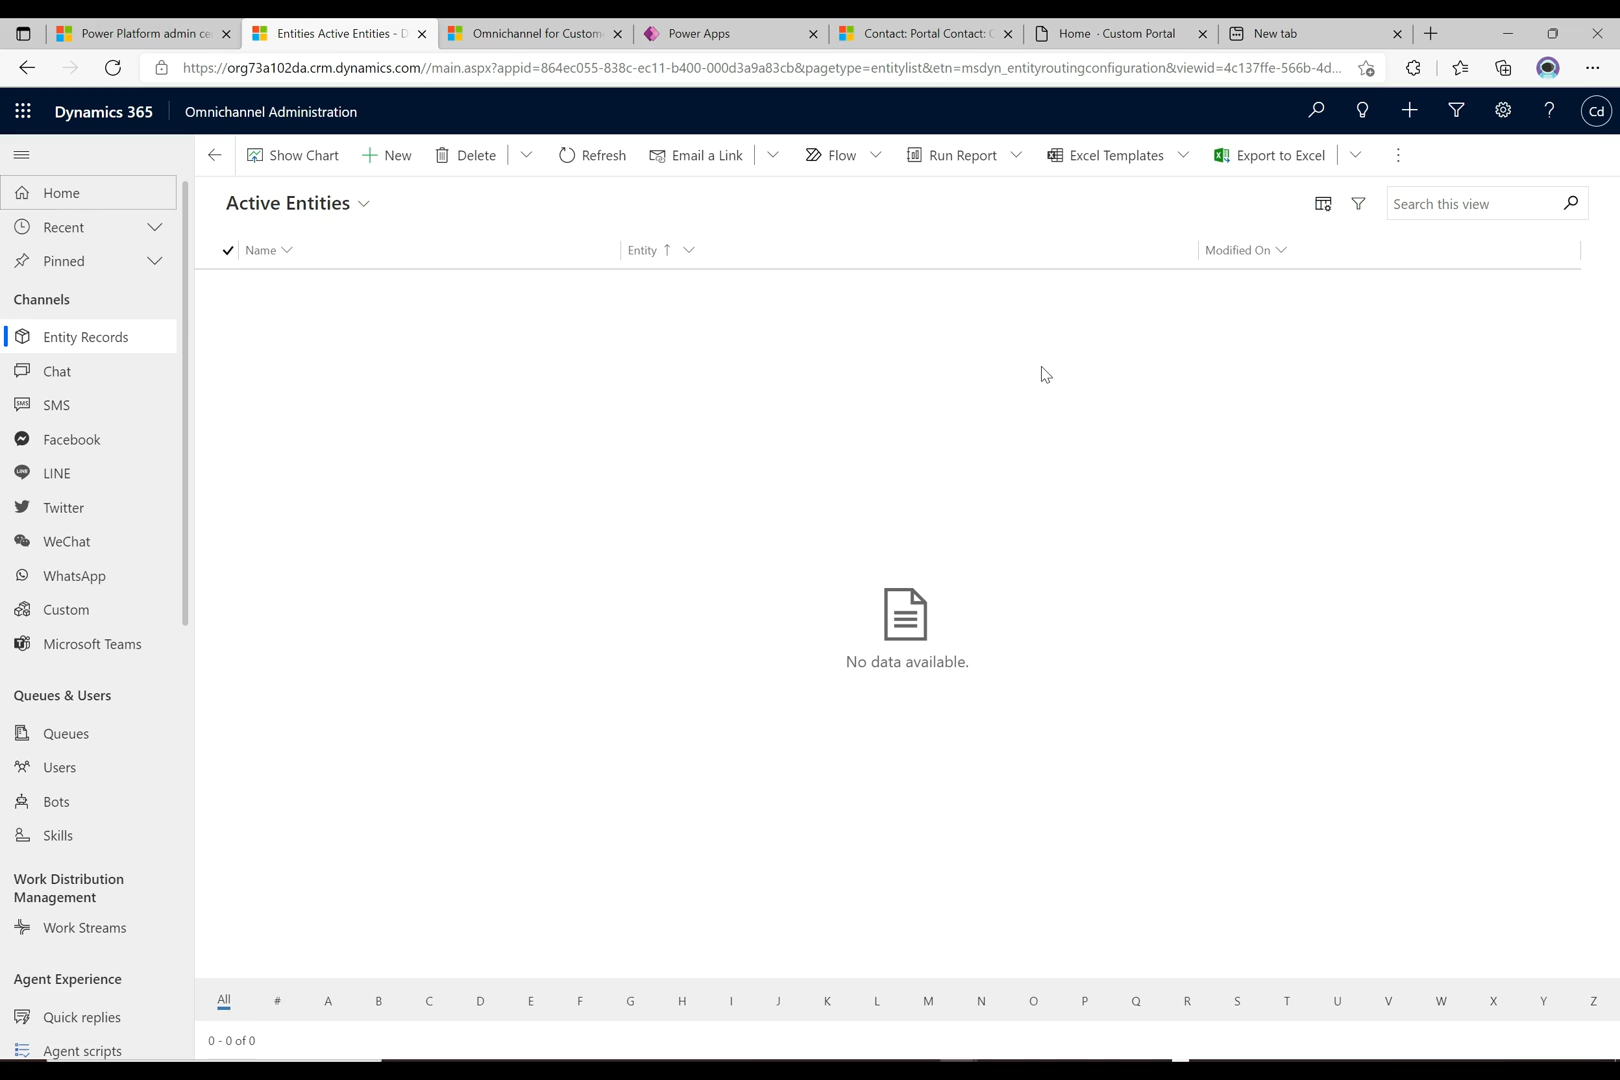 Power Platform admin ce
Entities Active Entities - D
Omnichannel for Custom
Power Apps
Contact: Portal Contact: C
Home · Custom Portal
New tab
https://org73a102da.crm.dynamics.com//main.aspx?appid=864ec055-838c-ec11-b400-000d3a9a83cb&pagetype=entitylist&etn=msdyn_entityroutingconfiguration&viewid=4c137ffe-566b-4d...
Dynamics 365
Omnichannel Administration
Cd
Show Chart
New
Delete
Refresh
Email a Link
Flow
Run Report
Excel Templates
Export to Excel
Home
Recent
Pinned
Channels
Entity Records
Chat
SMS
SMS
Facebook
LINE
LINE
Twitter
WeChat
WhatsApp
Custom
Microsoft Teams
Queues & Users
Queues
Users
Bots
Skills
Work Distribution
Management
Work Streams
Agent Experience
Quick replies
Agent scripts
Active Entities
Search this view
Name
Entity
Modified On
No data available.
All # A B C D E F G H I J K L M N O P Q R S T U V W X Y Z
0 - 0 of 0